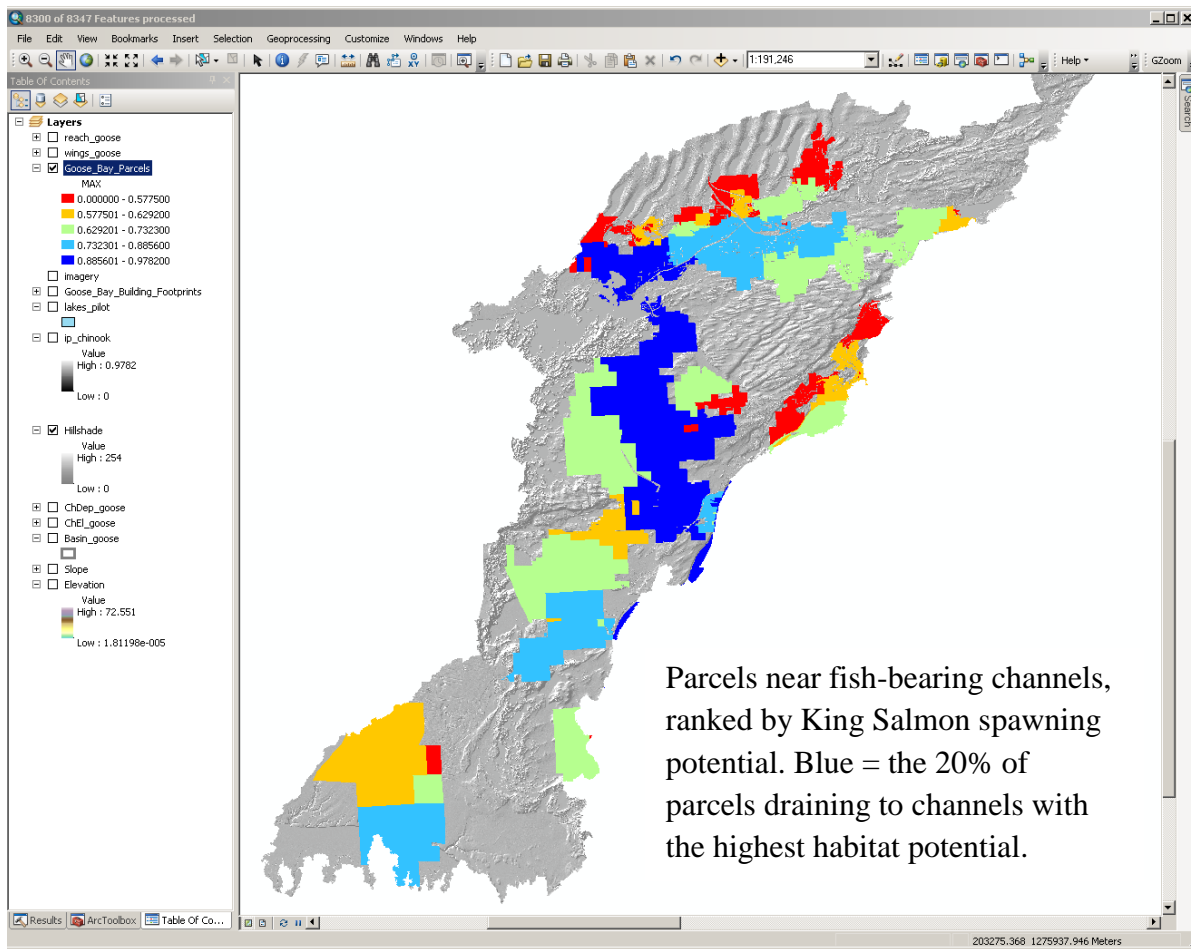 8300 of 8347 Features processed
File Edit View Bookmarks Insert Selection Geoprocessing Customize Windows Help
1:191,246
Help
GZoom
Table Of Contents
Search
Layers
reach_goose
wings_goose
Goose_Bay_Parcels
MAX
0.000000 - 0.577500
0.577501 - 0.629200
0.629201 - 0.732300
0.732301 - 0.885600
0.885601 - 0.978200
imagery
Goose_Bay_Building_Footprints
lakes_pilot
ip_chinook
Value
High : 0.9782
Low : 0
Hillshade
Value
High : 254
Low : 0
ChDep_goose
ChEl_goose
Basin_goose
Slope
Elevation
Value
High : 72.551
Low : 1.81198e-005
Parcels near fish-bearing channels,
ranked by King Salmon spawning
potential. Blue = the 20% of
parcels draining to channels with
the highest habitat potential.
Results ArcToolbox Table Of Co...
203275.368 1275937.946 Meters